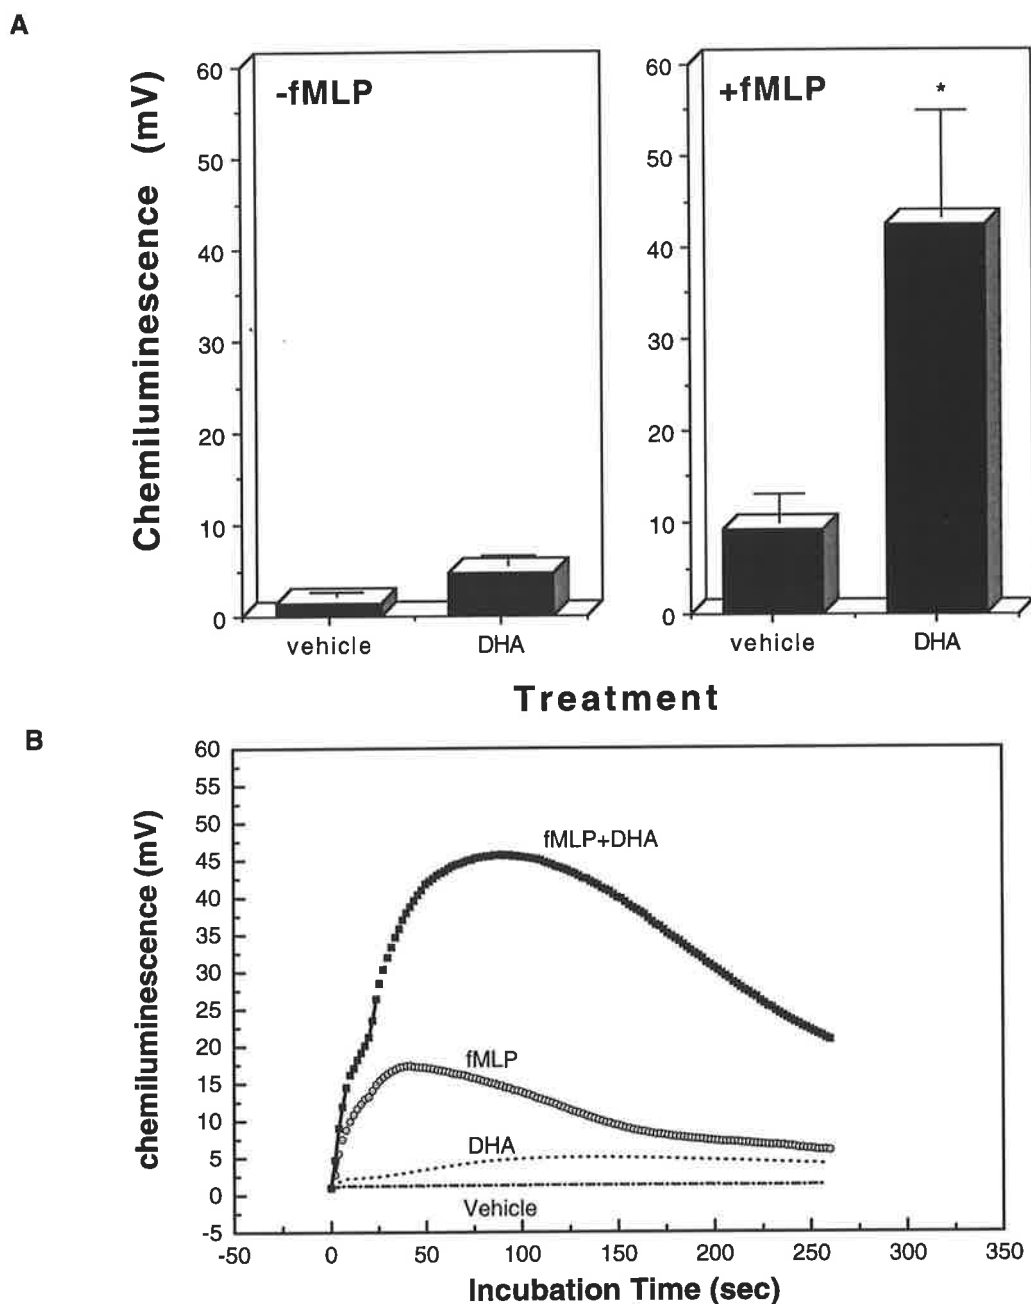 A
Chemiluminescence (mV)
60
50
40
30
20
10
0
-fMLP
vehicle
DHA
60
50
40
30
20
10
0
+fMLP
*
vehicle
DHA
Treatment
B
chemiluminescence (mV)
60
55
50
45
40
35
30
25
20
15
10
5
0
-5
fMLP+DHA
fMLP
DHA
Vehicle
-50 0 50 100 150 200 250 300 350
Incubation Time (sec)